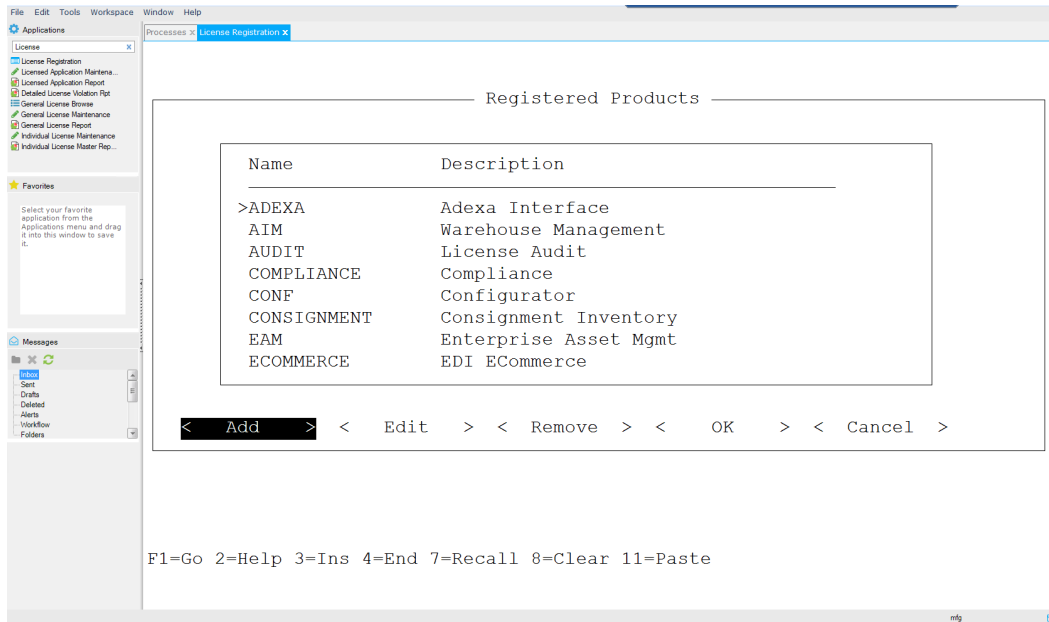 File Edit Tools Workspace Window Help
Applications
License x
License Registration
Licensed Application Maintena...
Licensed Application Report
Detailed License Violation Rpt
General License Browse
General License Maintenance
General License Report
Individual License Maintenance
Individual License Master Rep...
Favorites
Select your favorite
application from the
Applications menu and drag
it into this window to save
it.
Messages
Inbox
Sent
Drafts
Deleted
Alerts
Workflow
Folders
Processes X License Registration X
Registered Products
Name Description
>ADEXA Adexa Interface
AIM Warehouse Management
AUDIT License Audit
COMPLIANCE Compliance
CONF Configurator
CONSIGNMENT Consignment Inventory
EAM Enterprise Asset Mgmt
ECOMMERCE EDI ECommerce
< Add > < Edit > < Remove > < OK > < Cancel >
F1=Go 2=Help 3=Ins 4=End 7=Recall 8=Clear 11=Paste
mfg